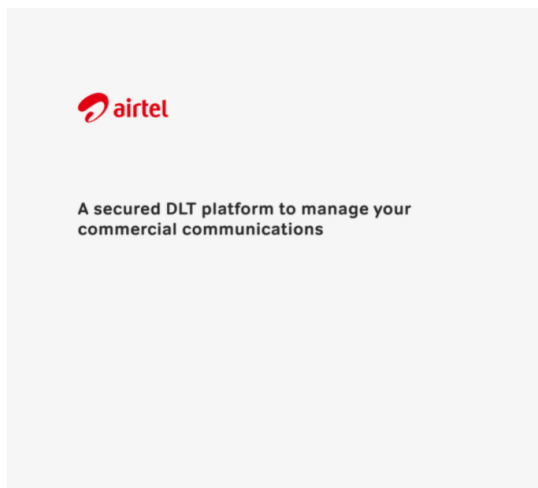 airtel
A secured DLT platform to manage your
commercial communications